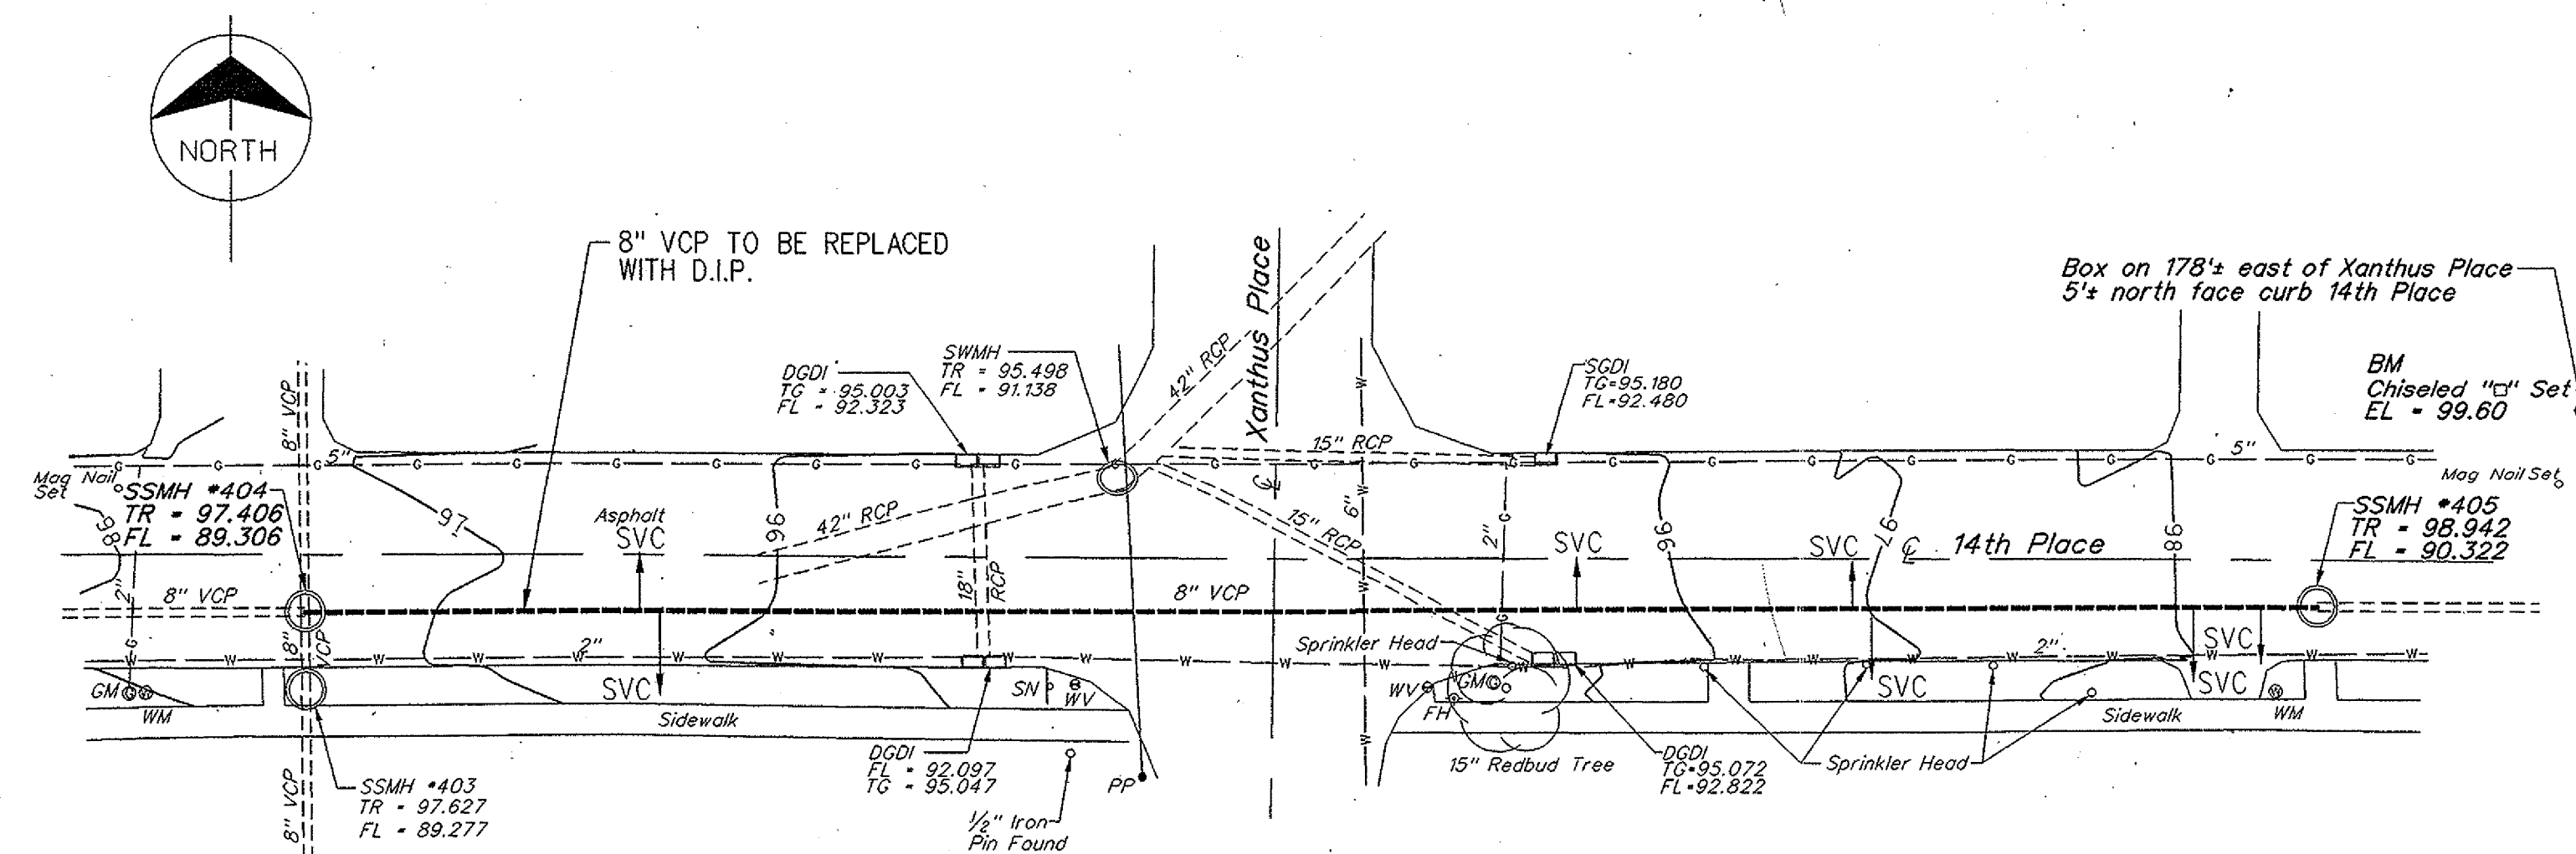 NORTH
8" VCP TO BE REPLACED
WITH D.I.P.
Xanthus Place
Box on 178'± east of Xanthus Place
5'± north face curb 14th Place
BM
Chiseled "□" Set
EL = 99.60
SWMH
TR = 95.498
FL = 91.138
DGDI
TG = 95.003
FL = 92.323
SGDI
TG=95.180
FL=92.480
42" RCP
15" RCP
8" VCP
5"
G G G G G G G G G G G G G G G G G G G G
5"
Mag Nail
Set
SSMH #404
TR = 97.406
FL = 89.306
98
97
Asphalt
SVC
96
42" RCP
15" RCP
6"
2"
SVC
96
SVC
97
℄ 14th Place
98
Mag Nail Set
SSMH #405
TR = 98.942
FL = 90.322
℄
2"
8" VCP
18"
RCP
8" VCP
8"
VCP
2"
Sprinkler Head
2"
SVC
GM
WM
SVC
Sidewalk
SN
WV
WV
GM
FH
SVC
SVC
Sidewalk
WM
SSMH #403
TR = 97.627
FL = 89.277
8" VCP
DGDI
FL = 92.097
TG = 95.047
1/2" Iron
Pin Found
PP
15" Redbud Tree
DGDI
TG=95.072
FL=92.822
Sprinkler Head